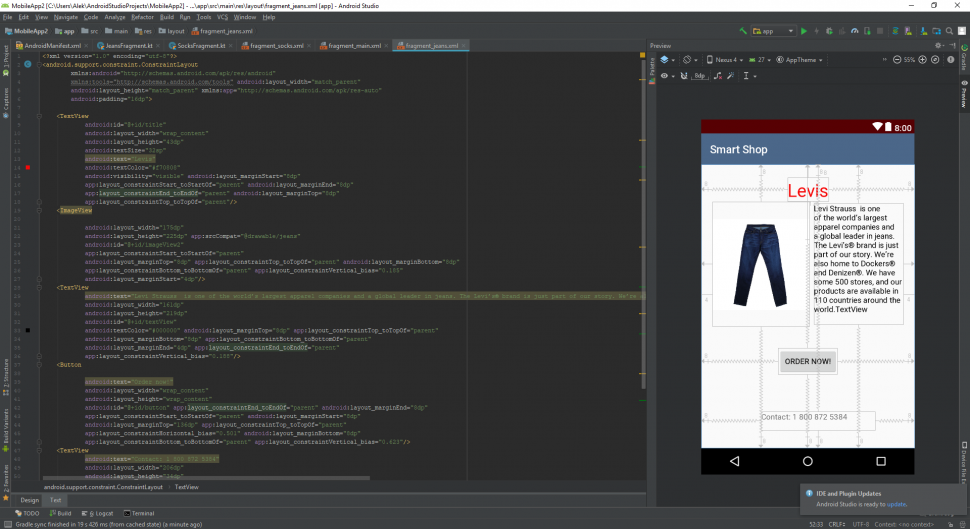 MobileApp2 [C:\Users\Alek\AndroidStudioProjects\MobileApp2] - ...\app\src\main\res\layout\fragment_jeans.xml [app] - Android Studio
File Edit View Navigate Code Analyze Refactor Build Run Tools VCS Window Help
MobileApp2 app src main res layout fragment_jeans.xml
app
AndroidManifest.xml JeansFragment.kt SocksFragment.kt fragment_socks.xml fragment_main.xml fragment_jeans.xml
Preview
Nexus 4 27 AppTheme 55%
8dp
<?xml version="1.0" encoding="utf-8"?>
<android.support.constraint.ConstraintLayout
xmlns:android="http://schemas.android.com/apk/res/android"
xmlns:tools="http://schemas.android.com/tools" android:layout_width="match_parent"
android:layout_height="match_parent" xmlns:app="http://schemas.android.com/apk/res-auto"
android:padding="16dp">
<TextView
android:id="@+id/title"
android:layout_width="wrap_content"
android:layout_height="43dp"
android:textSize="32sp"
android:text="Levis"
android:textColor="#F70808"
android:visibility="visible" android:layout_marginStart="8dp"
app:layout_constraintStart_toStartOf="parent" android:layout_marginEnd="8dp"
app:layout_constraintEnd_toEndOf="parent" android:layout_marginTop="8dp"
app:layout_constraintTop_toTopOf="parent"/>
<ImageView
android:layout_width="175dp"
android:layout_height="225dp" app:srcCompat="@drawable/jeans"
android:id="@+id/imageView2"
android:layout_marginTop="8dp" app:layout_constraintTop_toTopOf="parent" android:layout_marginBottom="8dp"
app:layout_constraintBottom_toBottomOf="parent" app:layout_constraintVertical_bias="0.155"
app:layout_constraintStart_toStartOf="parent"
android:layout_marginStart="4dp"/>
<TextView
android:text="Levi Strauss is one of the world's largest apparel companies and a global leader in jeans. The Levi's® brand is just part of our story. We're a
android:layout_width="161dp"
android:layout_height="219dp"
android:id="@+id/textView"
android:textColor="#000000" android:layout_marginTop="8dp" app:layout_constraintTop_toTopOf="parent"
android:layout_marginBottom="8dp" app:layout_constraintBottom_toBottomOf="parent"
android:layout_marginEnd="4dp" app:layout_constraintEnd_toEndOf="parent"
app:layout_constraintVertical_bias="0.155"/>
<Button
android:text="Order now!"
android:layout_width="wrap_content"
android:layout_height="wrap_content"
android:id="@+id/button" app:layout_constraintEnd_toEndOf="parent" android:layout_marginEnd="8dp"
app:layout_constraintStart_toStartOf="parent" android:layout_marginStart="8dp"
android:layout_marginTop="136dp" app:layout_constraintTop_toTopOf="parent"
app:layout_constraintHorizontal_bias="0.501" android:layout_marginBottom="8dp"
app:layout_constraintBottom_toBottomOf="parent" app:layout_constraintVertical_bias="0.623"/>
<TextView
android:text="Contact: 1 800 872 5384"
android:layout_width="206dp"
android.support.constraint.ConstraintLayout TextView
Design Text
8:00
Smart Shop
Levis
Levi Strauss is one
of the world's largest
apparel companies and
a global leader in jeans.
The Levi's® brand is just
part of our story. We're
also home to Dockers®
and Denizen®. We have
some 500 stores, and our
products are available in
110 countries around the
world.TextView
ORDER NOW!
Contact: 1 800 872 5384
IDE and Plugin Updates
Android Studio is ready to update.
TODO Build 6: Logcat Terminal
Gradle sync finished in 19 s 426 ms (from cached state) (a minute ago)
52:33 CRLF UTF-8 Context: <no context>
1: Project
Captures
Z: Structure
Build Variants
2: Favorites
Palette
Gradle
Preview
Device File Ex